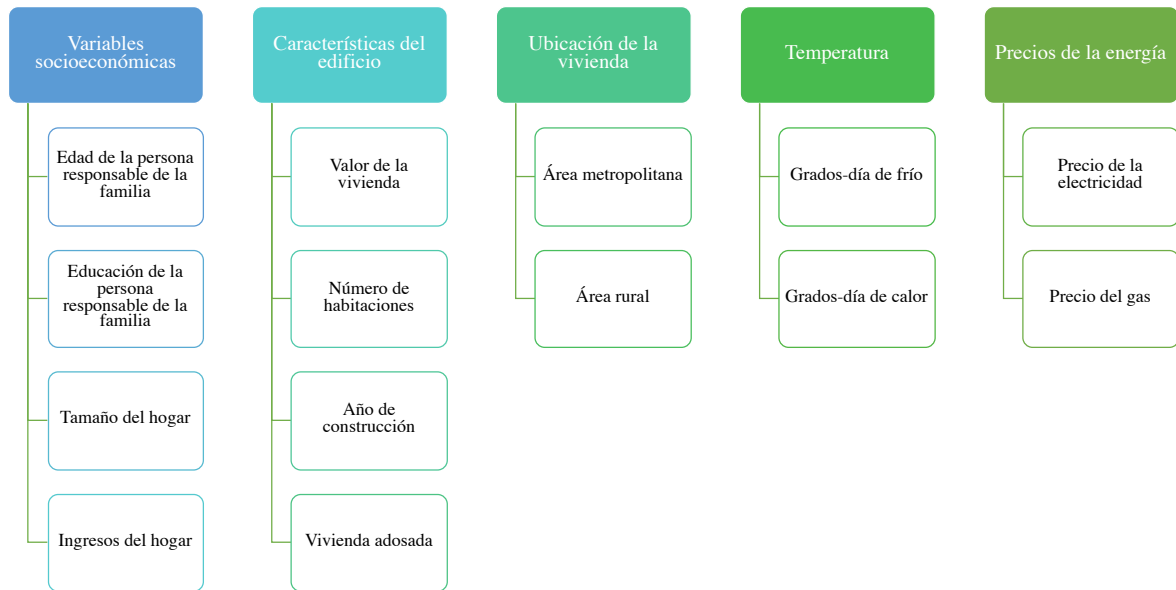 Variables
socioeconómicas
Edad de la persona
responsable de la
familia
Educación de la
persona
responsable de la
familia
Tamaño del hogar
Ingresos del hogar
Características del
edificio
Valor de la
vivienda
Número de
habitaciones
Año de
construcción
Vivienda adosada
Ubicación de la
vivienda
Área metropolitana
Área rural
Temperatura
Grados-día de frío
Grados-día de calor
Precios de la energía
Precio de la
electricidad
Precio del gas